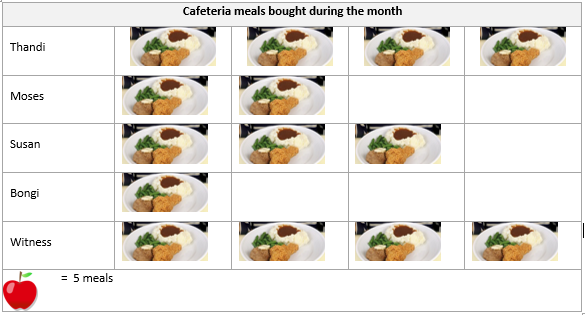 Cafeteria meals bought during the month
Thandi
Moses
Susan
Bongi
Witness
= 5 meals